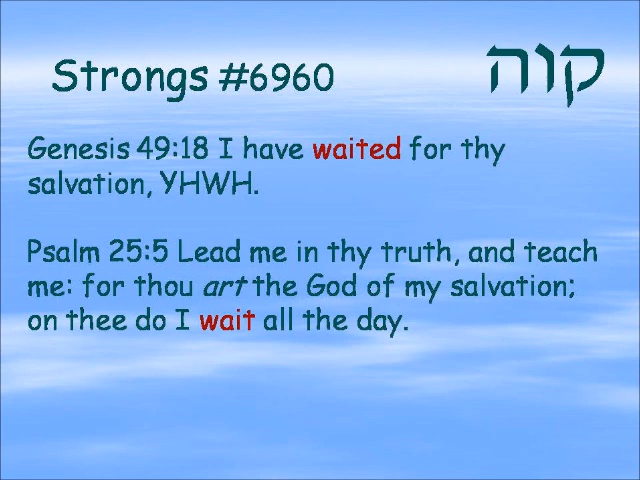 Strongs #6960 קוה
Genesis 49:18 I have waited for thy
salvation, YHWH.
Psalm 25:5 Lead me in thy truth, and teach
me: for thou art the God of my salvation;
on thee do I wait all the day.